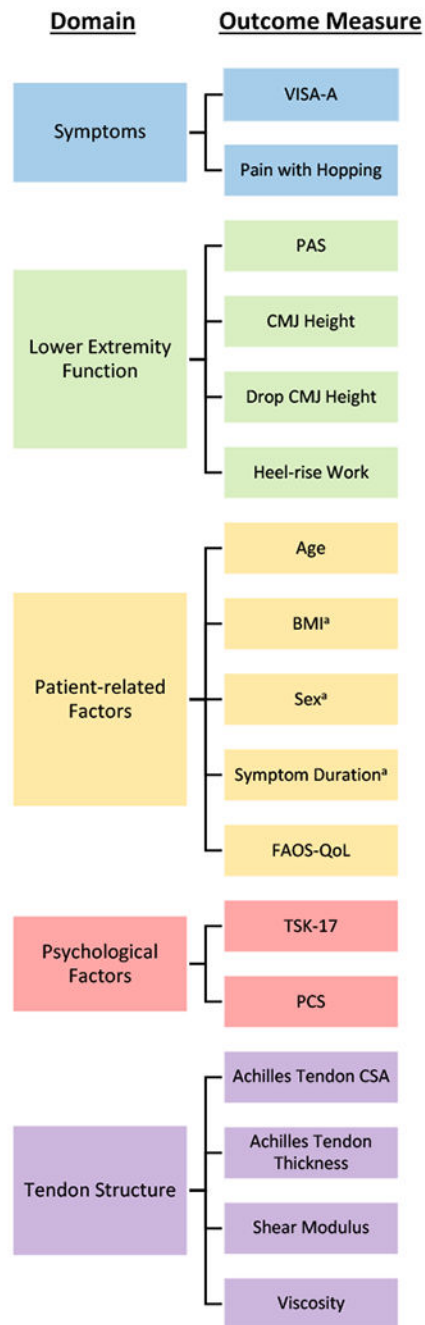 Domain
Outcome Measure
Symptoms
VISA-A
Pain with Hopping
Lower Extremity
Function
PAS
CMJ Height
Drop CMJ Height
Heel-rise Work
Patient-related
Factors
Age
BMIᵃ
Sexᵃ
Symptom Durationᵃ
FAOS-QoL
Psychological
Factors
TSK-17
PCS
Tendon Structure
Achilles Tendon CSA
Achilles Tendon
Thickness
Shear Modulus
Viscosity